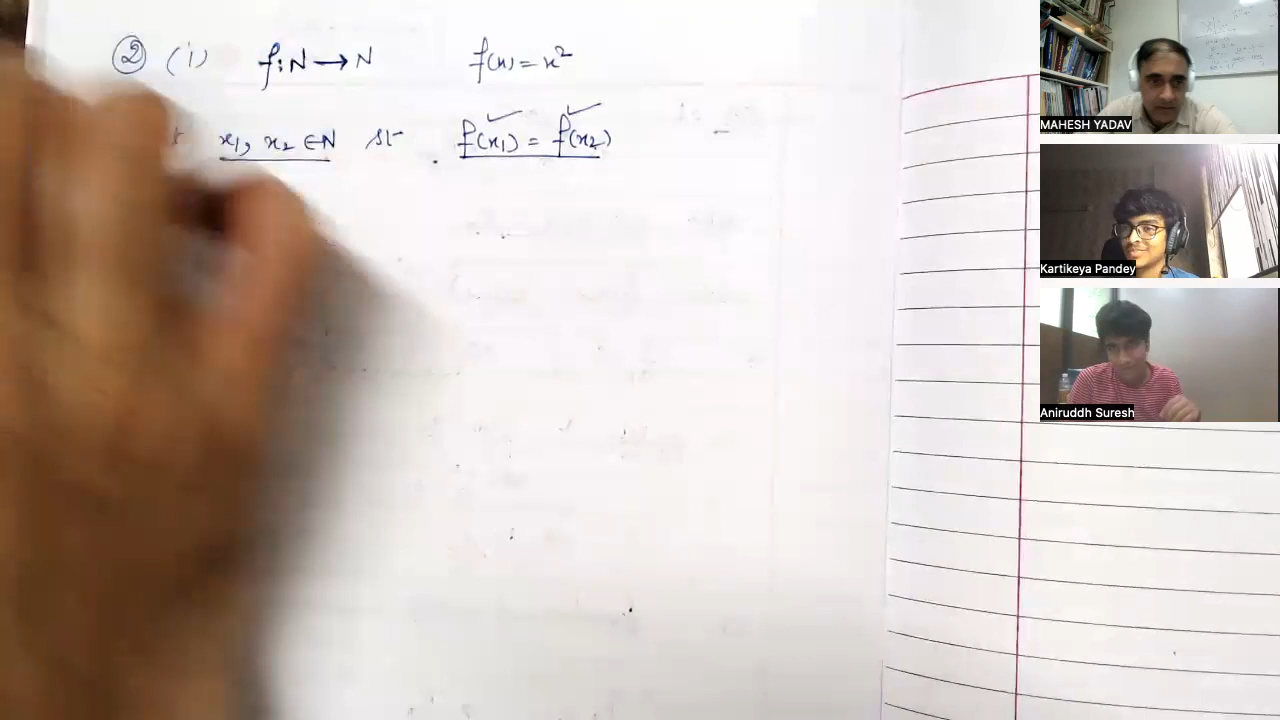 ② (i) f: N → N f(x) = x²
x₁, x₂ ∈ N st f(x₁) = f(x₂)
MAHESH YADAV
Kartikeya Pandey
Aniruddh Suresh